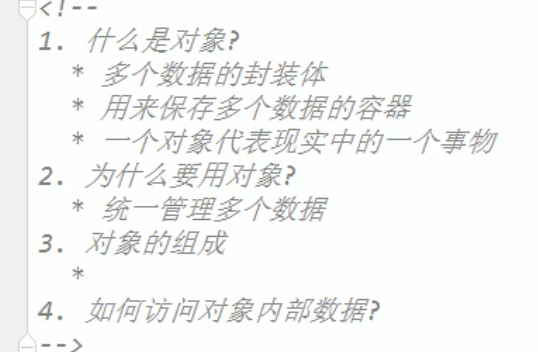 <!--
1. 什么是对象?
* 多个数据的封装体
* 用来保存多个数据的容器
* 一个对象代表现实中的一个事物
2. 为什么要用对象?
* 统一管理多个数据
3. 对象的组成
*
4. 如何访问对象内部数据?
-->